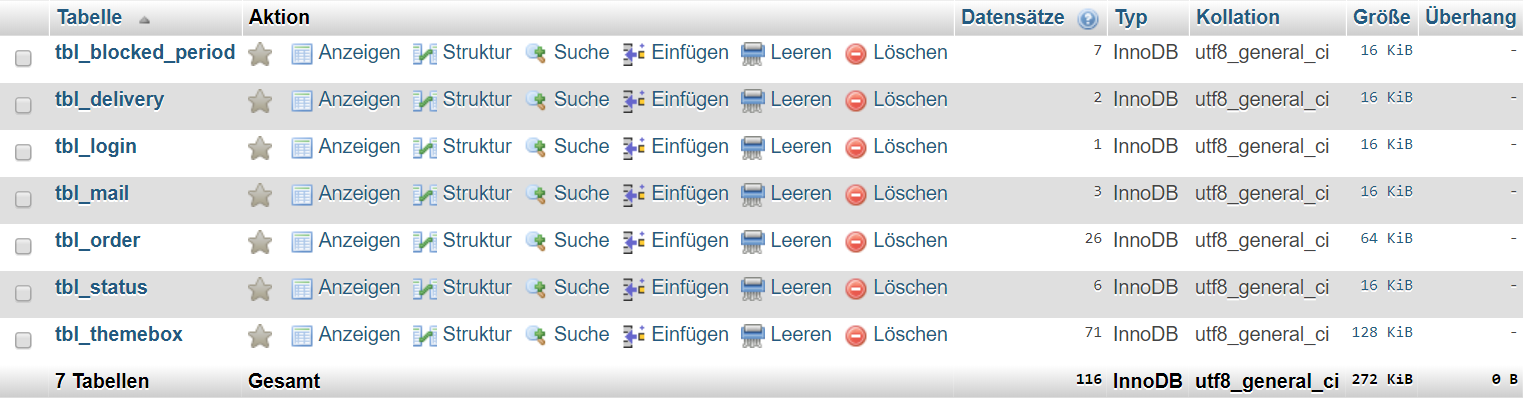 Tabelle Aktion Datensätze Typ Kollation Größe Überhang
tbl_blocked_period Anzeigen Struktur Suche Einfügen Leeren Löschen 7 InnoDB utf8_general_ci 16 KiB -
tbl_delivery Anzeigen Struktur Suche Einfügen Leeren Löschen 2 InnoDB utf8_general_ci 16 KiB -
tbl_login Anzeigen Struktur Suche Einfügen Leeren Löschen 1 InnoDB utf8_general_ci 16 KiB -
tbl_mail Anzeigen Struktur Suche Einfügen Leeren Löschen 3 InnoDB utf8_general_ci 16 KiB -
tbl_order Anzeigen Struktur Suche Einfügen Leeren Löschen 26 InnoDB utf8_general_ci 64 KiB -
tbl_status Anzeigen Struktur Suche Einfügen Leeren Löschen 6 InnoDB utf8_general_ci 16 KiB -
tbl_themebox Anzeigen Struktur Suche Einfügen Leeren Löschen 71 InnoDB utf8_general_ci 128 KiB -
7 Tabellen Gesamt 116 InnoDB utf8_general_ci 272 KiB 0 B